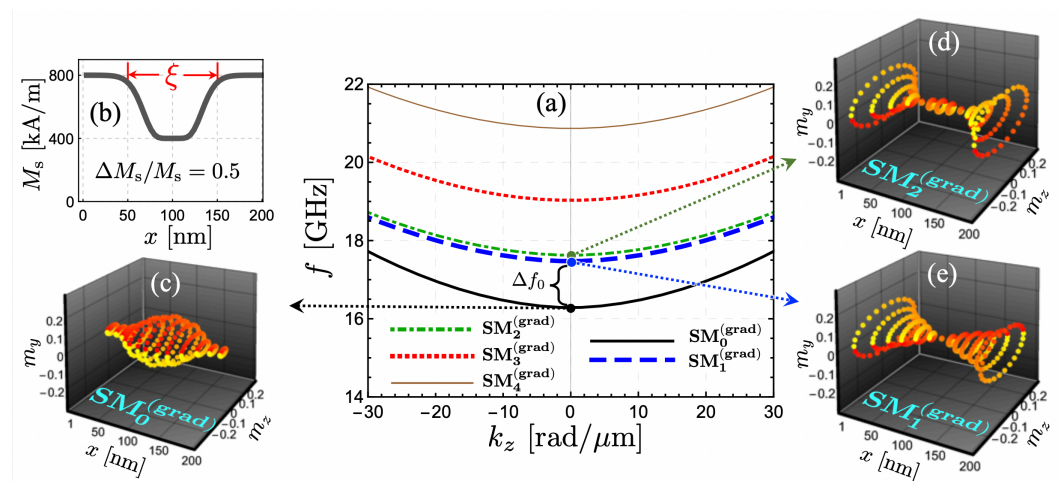 (b)
ξ
M_s [kA/m]
800
400
0
ΔM_s/M_s = 0.5
0 50 100 150 200
x [nm]
(c)
m_y
0.2
0.1
0
-0.1
-0.2
SM_0^(grad)
1 50 100 150 200
x [nm]
m_z
0.2
0.1
0
-0.1
-0.2
(a)
f [GHz]
22
21
20
19
18
17
16
15
14
Δf_0
SM_2^(grad)
SM_3^(grad)
SM_4^(grad)
SM_0^(grad)
SM_1^(grad)
−30 −20 −10 0 10 20 30
k_z [rad/μm]
(d)
m_y
0.2
0.1
0
-0.1
-0.2
SM_2^(grad)
1 50 100 150 200
x [nm]
m_z
0.2
0.1
0
-0.1
-0.2
(e)
m_y
0.2
0.1
0
-0.1
-0.2
SM_1^(grad)
1 50 100 150 200
x [nm]
m_z
0.2
0.1
0
-0.1
-0.2